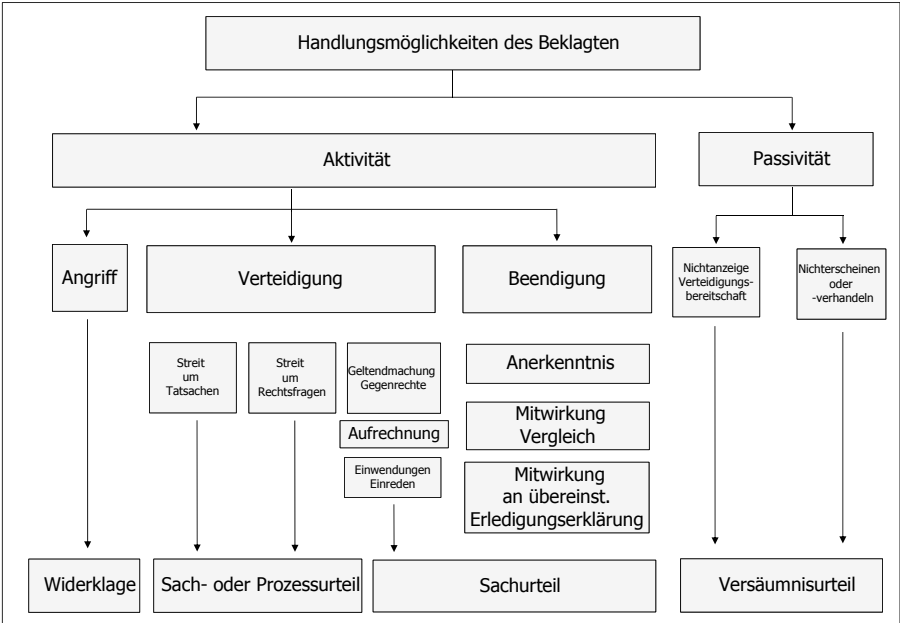 Handlungsmöglichkeiten des Beklagten
Aktivität
Passivität
Angriff
Verteidigung
Beendigung
Nichtanzeige
Verteidigungs-
bereitschaft
Nichterscheinen
oder
-verhandeln
Streit
um
Tatsachen
Streit
um
Rechtsfragen
Geltendmachung
Gegenrechte
Aufrechnung
Einwendungen
Einreden
Anerkenntnis
Mitwirkung
Vergleich
Mitwirkung
an übereinst.
Erledigungserklärung
Widerklage
Sach- oder Prozessurteil
Sachurteil
Versäumnisurteil